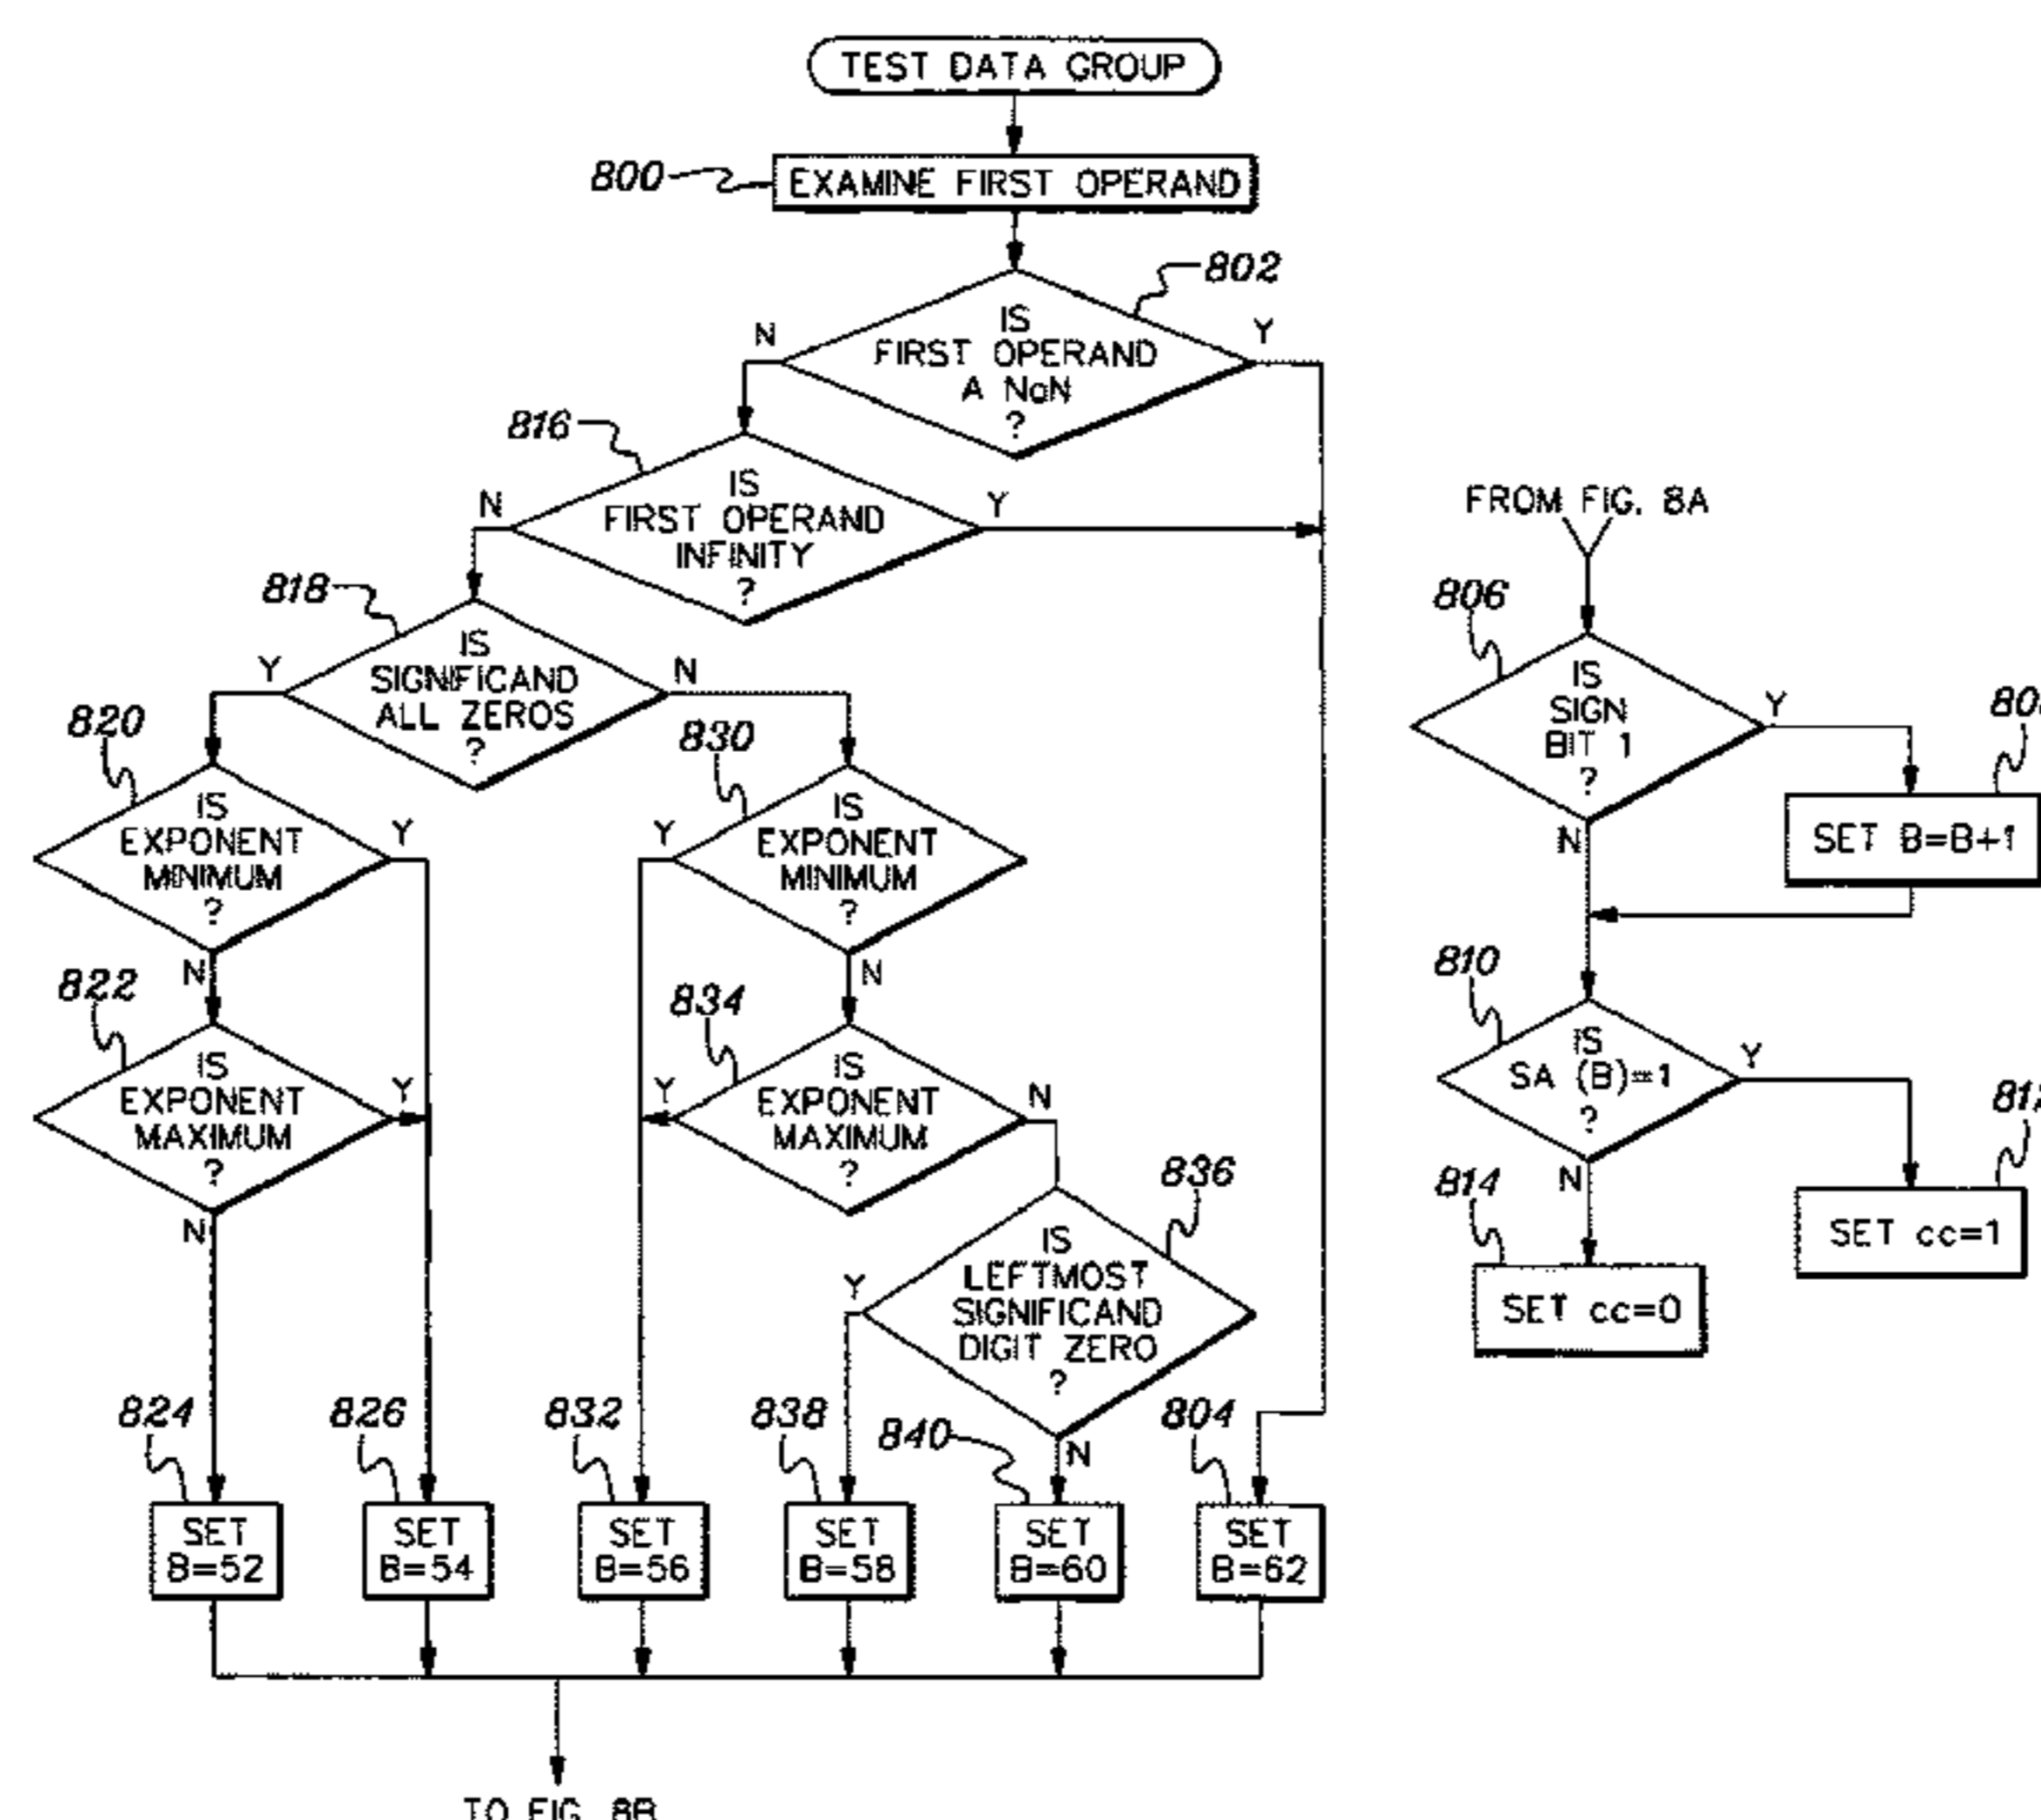 TEST DATA GROUP
800
EXAMINE FIRST OPERAND
802
IS
FIRST OPERAND
A NaN
?
N
Y
816
IS
FIRST OPERAND
INFINITY
?
N
Y
818
IS
SIGNIFICAND
ALL ZEROS
?
Y
N
820
IS
EXPONENT
MINIMUM
?
Y
N
830
IS
EXPONENT
MINIMUM
?
Y
N
822
IS
EXPONENT
MAXIMUM
?
Y
N
834
IS
EXPONENT
MAXIMUM
?
Y
N
836
IS
LEFTMOST
SIGNIFICAND
DIGIT ZERO
?
Y
N
824
SET
B=52
826
SET
B=54
832
SET
B=56
838
SET
B=58
840
SET
B=60
804
SET
B=62
TO FIG. 8B
FROM FIG. 8A
806
IS
SIGN
BIT 1
?
Y
N
SET B=B+1
810
IS
SA (B)=1
?
Y
N
814
SET cc=0
SET cc=1